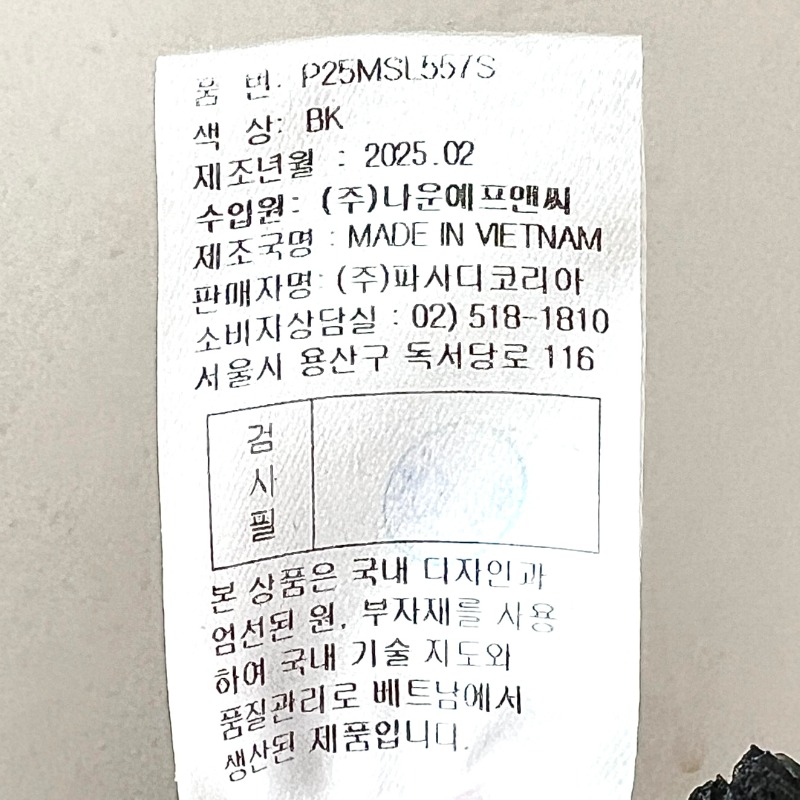 품 번. P25MSL557S
색 상: BK
제조년월 : 2025.02
수입원: (주)나운에프앤씨
제조국명 : MADE IN VIETNAM
판매자명: (주)파사디코리아
소비자상담실 : 02) 518-1810
서울시 용산구 독서당로 116
검
사
필
본 상품은 국내 디자인과
엄선된 원, 부자재를 사용
하여 국내 기술 지도와
품질관리로 베트남에서
생산된 제품입니다.